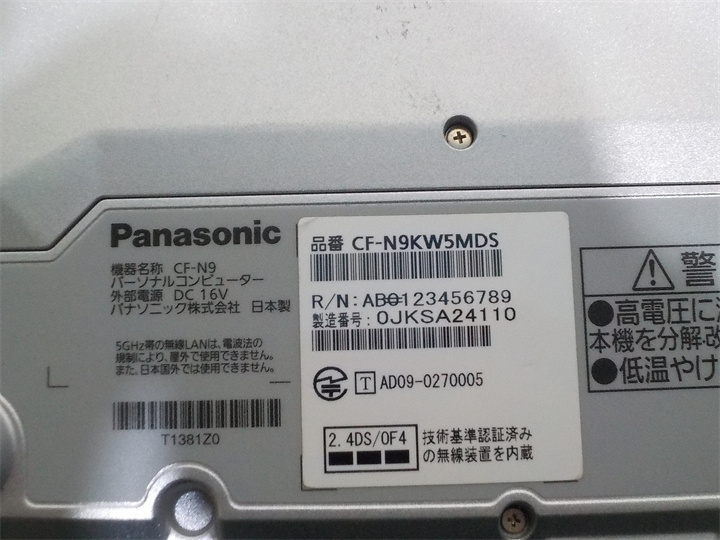 Panasonic
機器名称 CF-N9
パーソナルコンピューター
外部電源 DC 16V
パナソニック株式会社 日本製
5GHz帯の無線LANは、電波法の
規制により、屋外で使用できません。
また、日本国外では使用できません。
T1381Z0
品番 CF-N9KW5MDS
R/N: AB0123456789
製造番号: 0JKSA24110
T AD09-0270005
2.4DS/OF4
技術基準認証済み
の無線装置を内蔵
警
●高電圧に
本機を分解改
●低温やけ